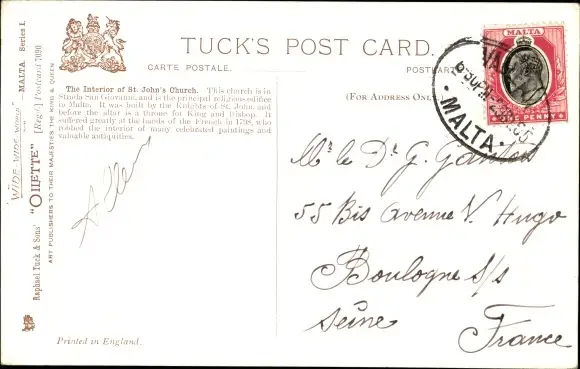 TUCK'S POST CARD.
CARTE POSTALE.
POSTCARD
(FOR ADDRESS ONLY
The Interior of St. John's Church. This church is in
Strada San Giovanni, and is the principal religious edifice
in Malta. It was built by the Knights of St. John, and
before the altar is a throne for King and Bishop. It
suffered greatly at the hands of the French in 1798, who
robbed the interior of many celebrated paintings and
valuable antiquities.
Raphael Tuck & Sons' "OILETTE" [Regd.] Postcard 7090
"WIDE-WIDE-WORLD" MALTA Series I.
ART PUBLISHERS TO THEIR MAJESTIES THE KING & QUEEN
MALTA
ONE PENNY
MALTA
Mr le Dr G.
55 Bis Avenue V. Hugo
Boulogne s/s
Seine
France
Printed in England.